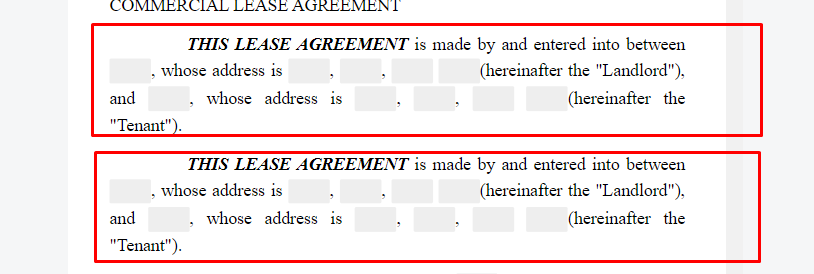 COMMERCIAL LEASE AGREEMENT
THIS LEASE AGREEMENT is made by and entered into between
, whose address is , , (hereinafter the "Landlord"),
and , whose address is , , (hereinafter the
"Tenant").
THIS LEASE AGREEMENT is made by and entered into between
, whose address is , , (hereinafter the "Landlord"),
and , whose address is , , (hereinafter the
"Tenant").